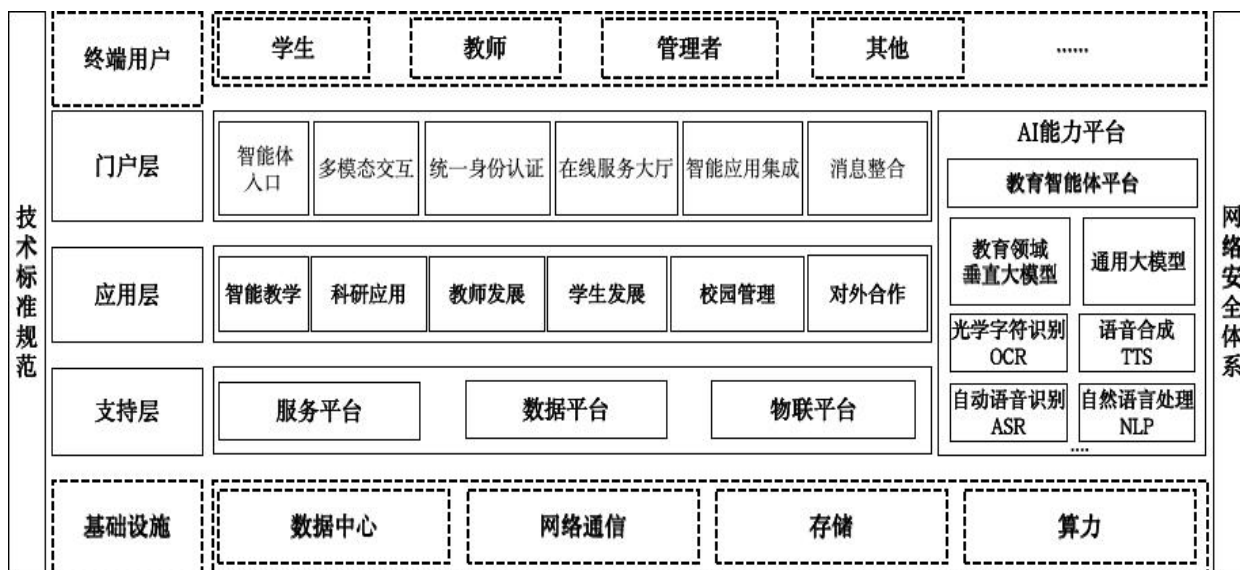 技术标准规范
终端用户
学生
教师
管理者
其他
……
门户层
智能体
入口
多模态交互
统一身份认证
在线服务大厅
智能应用集成
消息整合
应用层
智能教学
科研应用
教师发展
学生发展
校园管理
对外合作
支持层
服务平台
数据平台
物联平台
AI能力平台
教育智能体平台
教育领域
垂直大模型
通用大模型
光学字符识别
OCR
语音合成
TTS
自动语音识别
ASR
自然语言处理
NLP
....
基础设施
数据中心
网络通信
存储
算力
网络安全体系